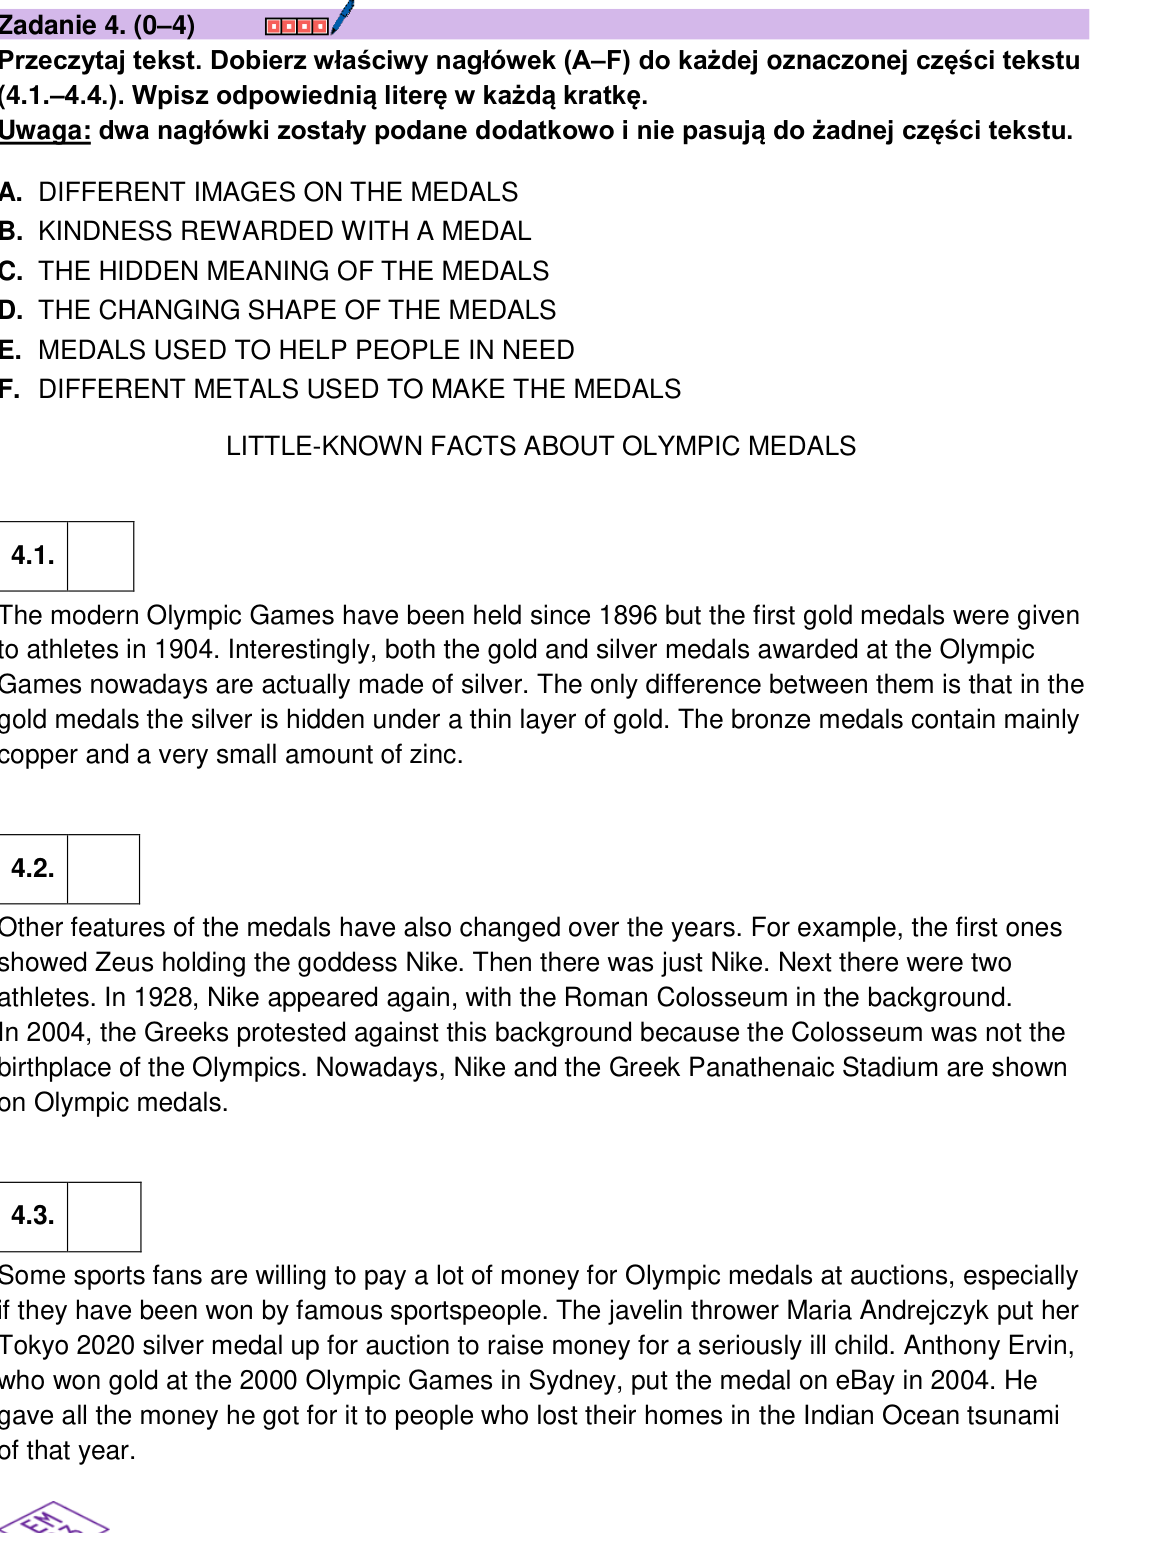 Zadanie 4. (0–4)
Przeczytaj tekst. Dobierz właściwy nagłówek (A–F) do każdej oznaczonej części tekstu
(4.1.–4.4.). Wpisz odpowiednią literę w każdą kratkę.
Uwaga: dwa nagłówki zostały podane dodatkowo i nie pasują do żadnej części tekstu.
A. DIFFERENT IMAGES ON THE MEDALS
B. KINDNESS REWARDED WITH A MEDAL
C. THE HIDDEN MEANING OF THE MEDALS
D. THE CHANGING SHAPE OF THE MEDALS
E. MEDALS USED TO HELP PEOPLE IN NEED
F. DIFFERENT METALS USED TO MAKE THE MEDALS
LITTLE-KNOWN FACTS ABOUT OLYMPIC MEDALS
4.1.
The modern Olympic Games have been held since 1896 but the first gold medals were given
to athletes in 1904. Interestingly, both the gold and silver medals awarded at the Olympic
Games nowadays are actually made of silver. The only difference between them is that in the
gold medals the silver is hidden under a thin layer of gold. The bronze medals contain mainly
copper and a very small amount of zinc.
4.2.
Other features of the medals have also changed over the years. For example, the first ones
showed Zeus holding the goddess Nike. Then there was just Nike. Next there were two
athletes. In 1928, Nike appeared again, with the Roman Colosseum in the background.
In 2004, the Greeks protested against this background because the Colosseum was not the
birthplace of the Olympics. Nowadays, Nike and the Greek Panathenaic Stadium are shown
on Olympic medals.
4.3.
Some sports fans are willing to pay a lot of money for Olympic medals at auctions, especially
if they have been won by famous sportspeople. The javelin thrower Maria Andrejczyk put her
Tokyo 2020 silver medal up for auction to raise money for a seriously ill child. Anthony Ervin,
who won gold at the 2000 Olympic Games in Sydney, put the medal on eBay in 2004. He
gave all the money he got for it to people who lost their homes in the Indian Ocean tsunami
of that year.